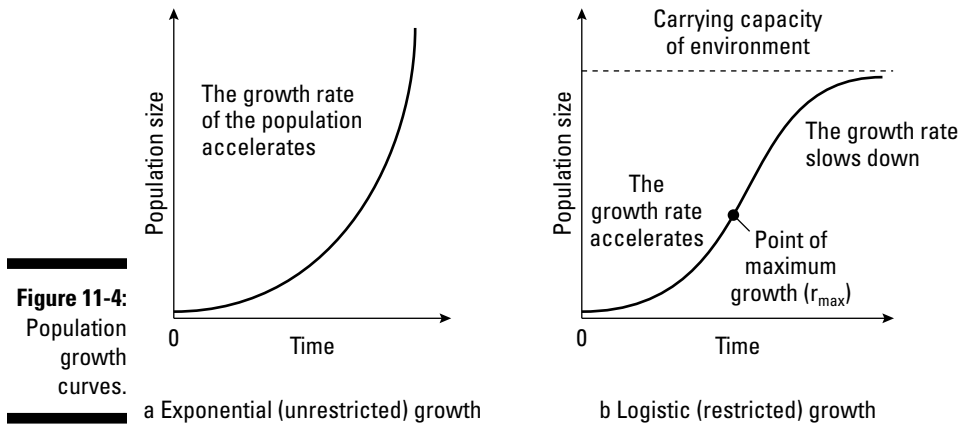 Figure 11-4:
Population
growth
curves.
Population size
The growth rate
of the population
accelerates
0
Time
a Exponential (unrestricted) growth
Carrying capacity
of environment
Population size
The growth rate
slows down
The
growth rate
accelerates
Point of
maximum
growth (rmax)
0
Time
b Logistic (restricted) growth